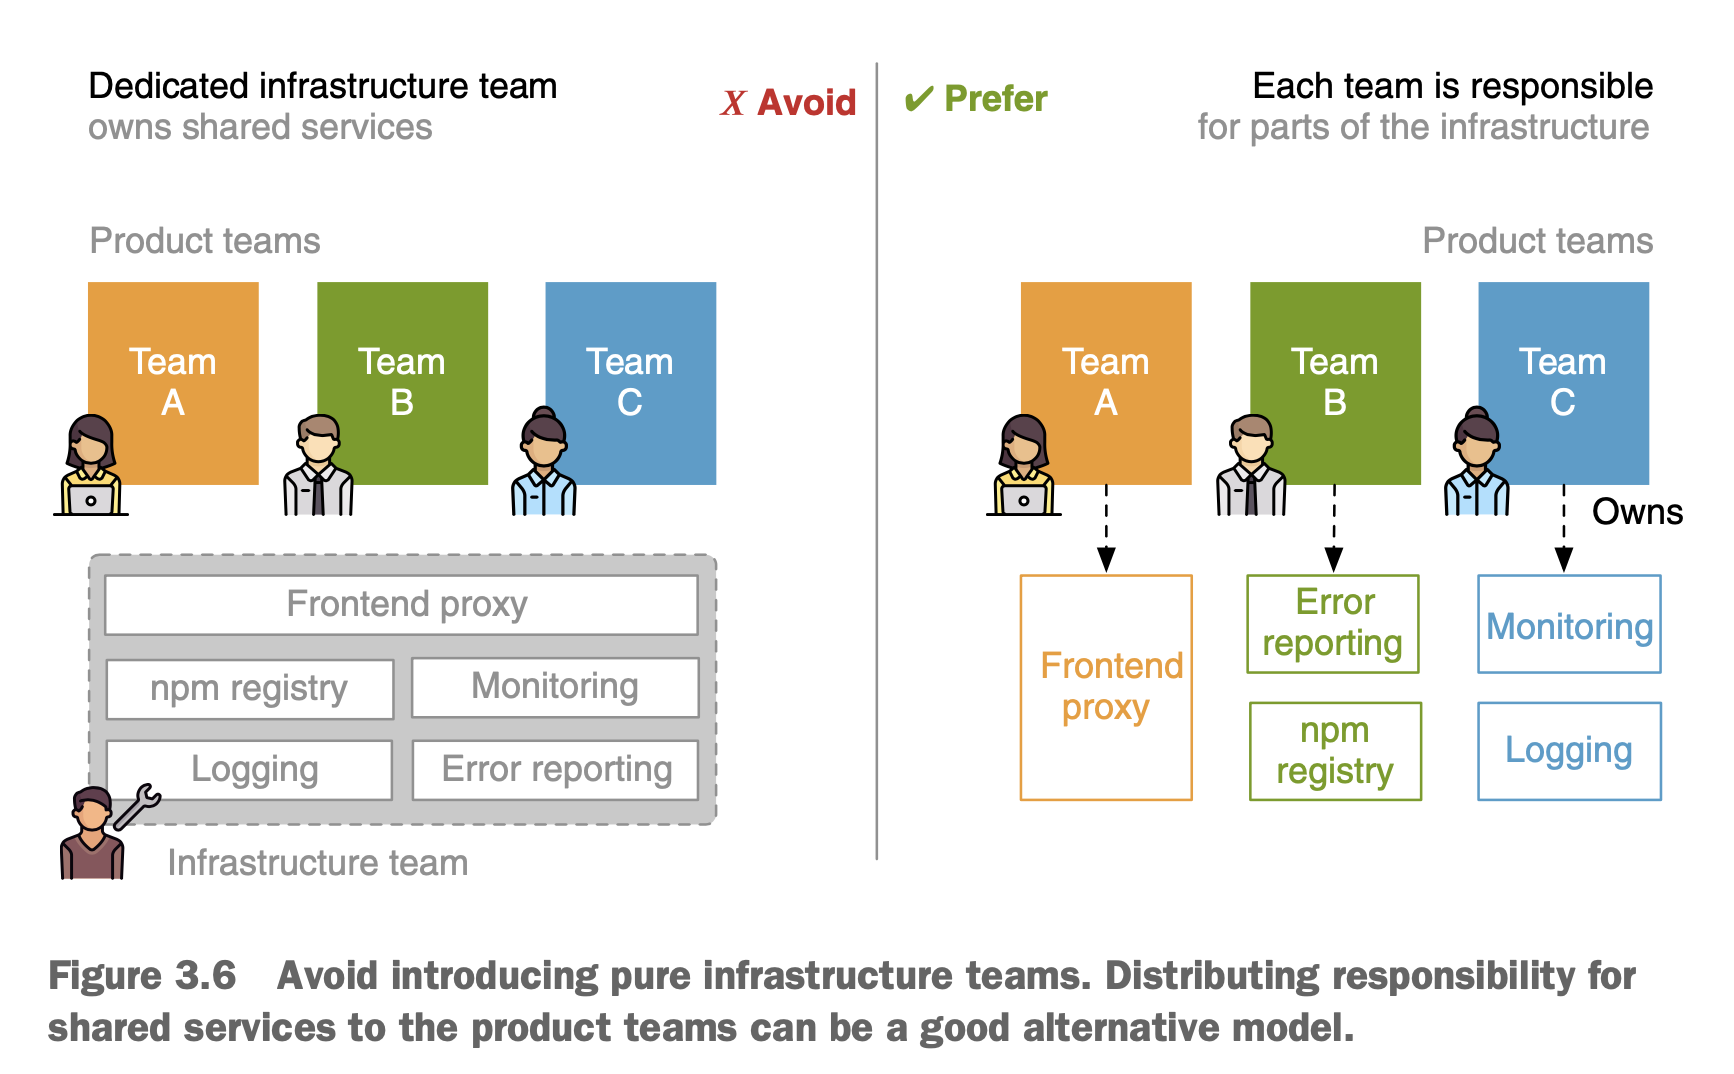 Dedicated infrastructure team
owns shared services
X Avoid
Product teams
Team
A
Team
B
Team
C
Frontend proxy
npm registry
Monitoring
Logging
Error reporting
Infrastructure team
✔ Prefer
Each team is responsible
for parts of the infrastructure
Product teams
Team
A
Team
B
Team
C
Owns
Frontend
proxy
Error
reporting
npm
registry
Monitoring
Logging
Figure 3.6 Avoid introducing pure infrastructure teams. Distributing responsibility for
shared services to the product teams can be a good alternative model.